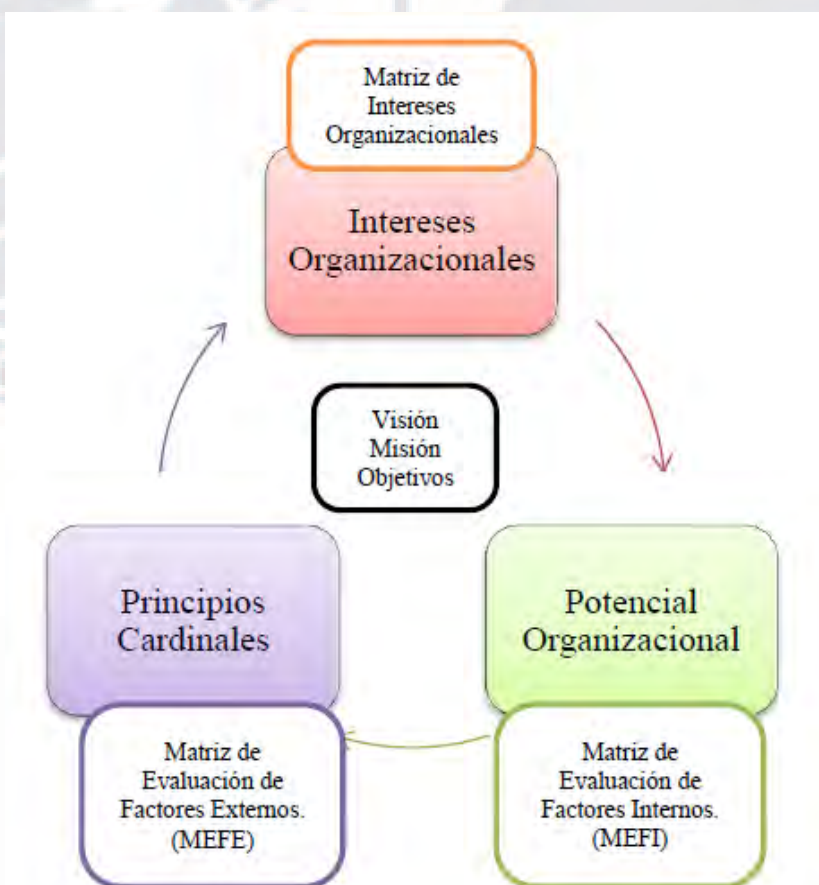 Matriz de
Intereses
Organizacionales
Intereses
Organizacionales
Visión
Misión
Objetivos
Principios
Cardinales
Potencial
Organizacional
Matriz de
Evaluación de
Factores Externos.
(MEFE)
Matriz de
Evaluación de
Factores Internos.
(MEFI)